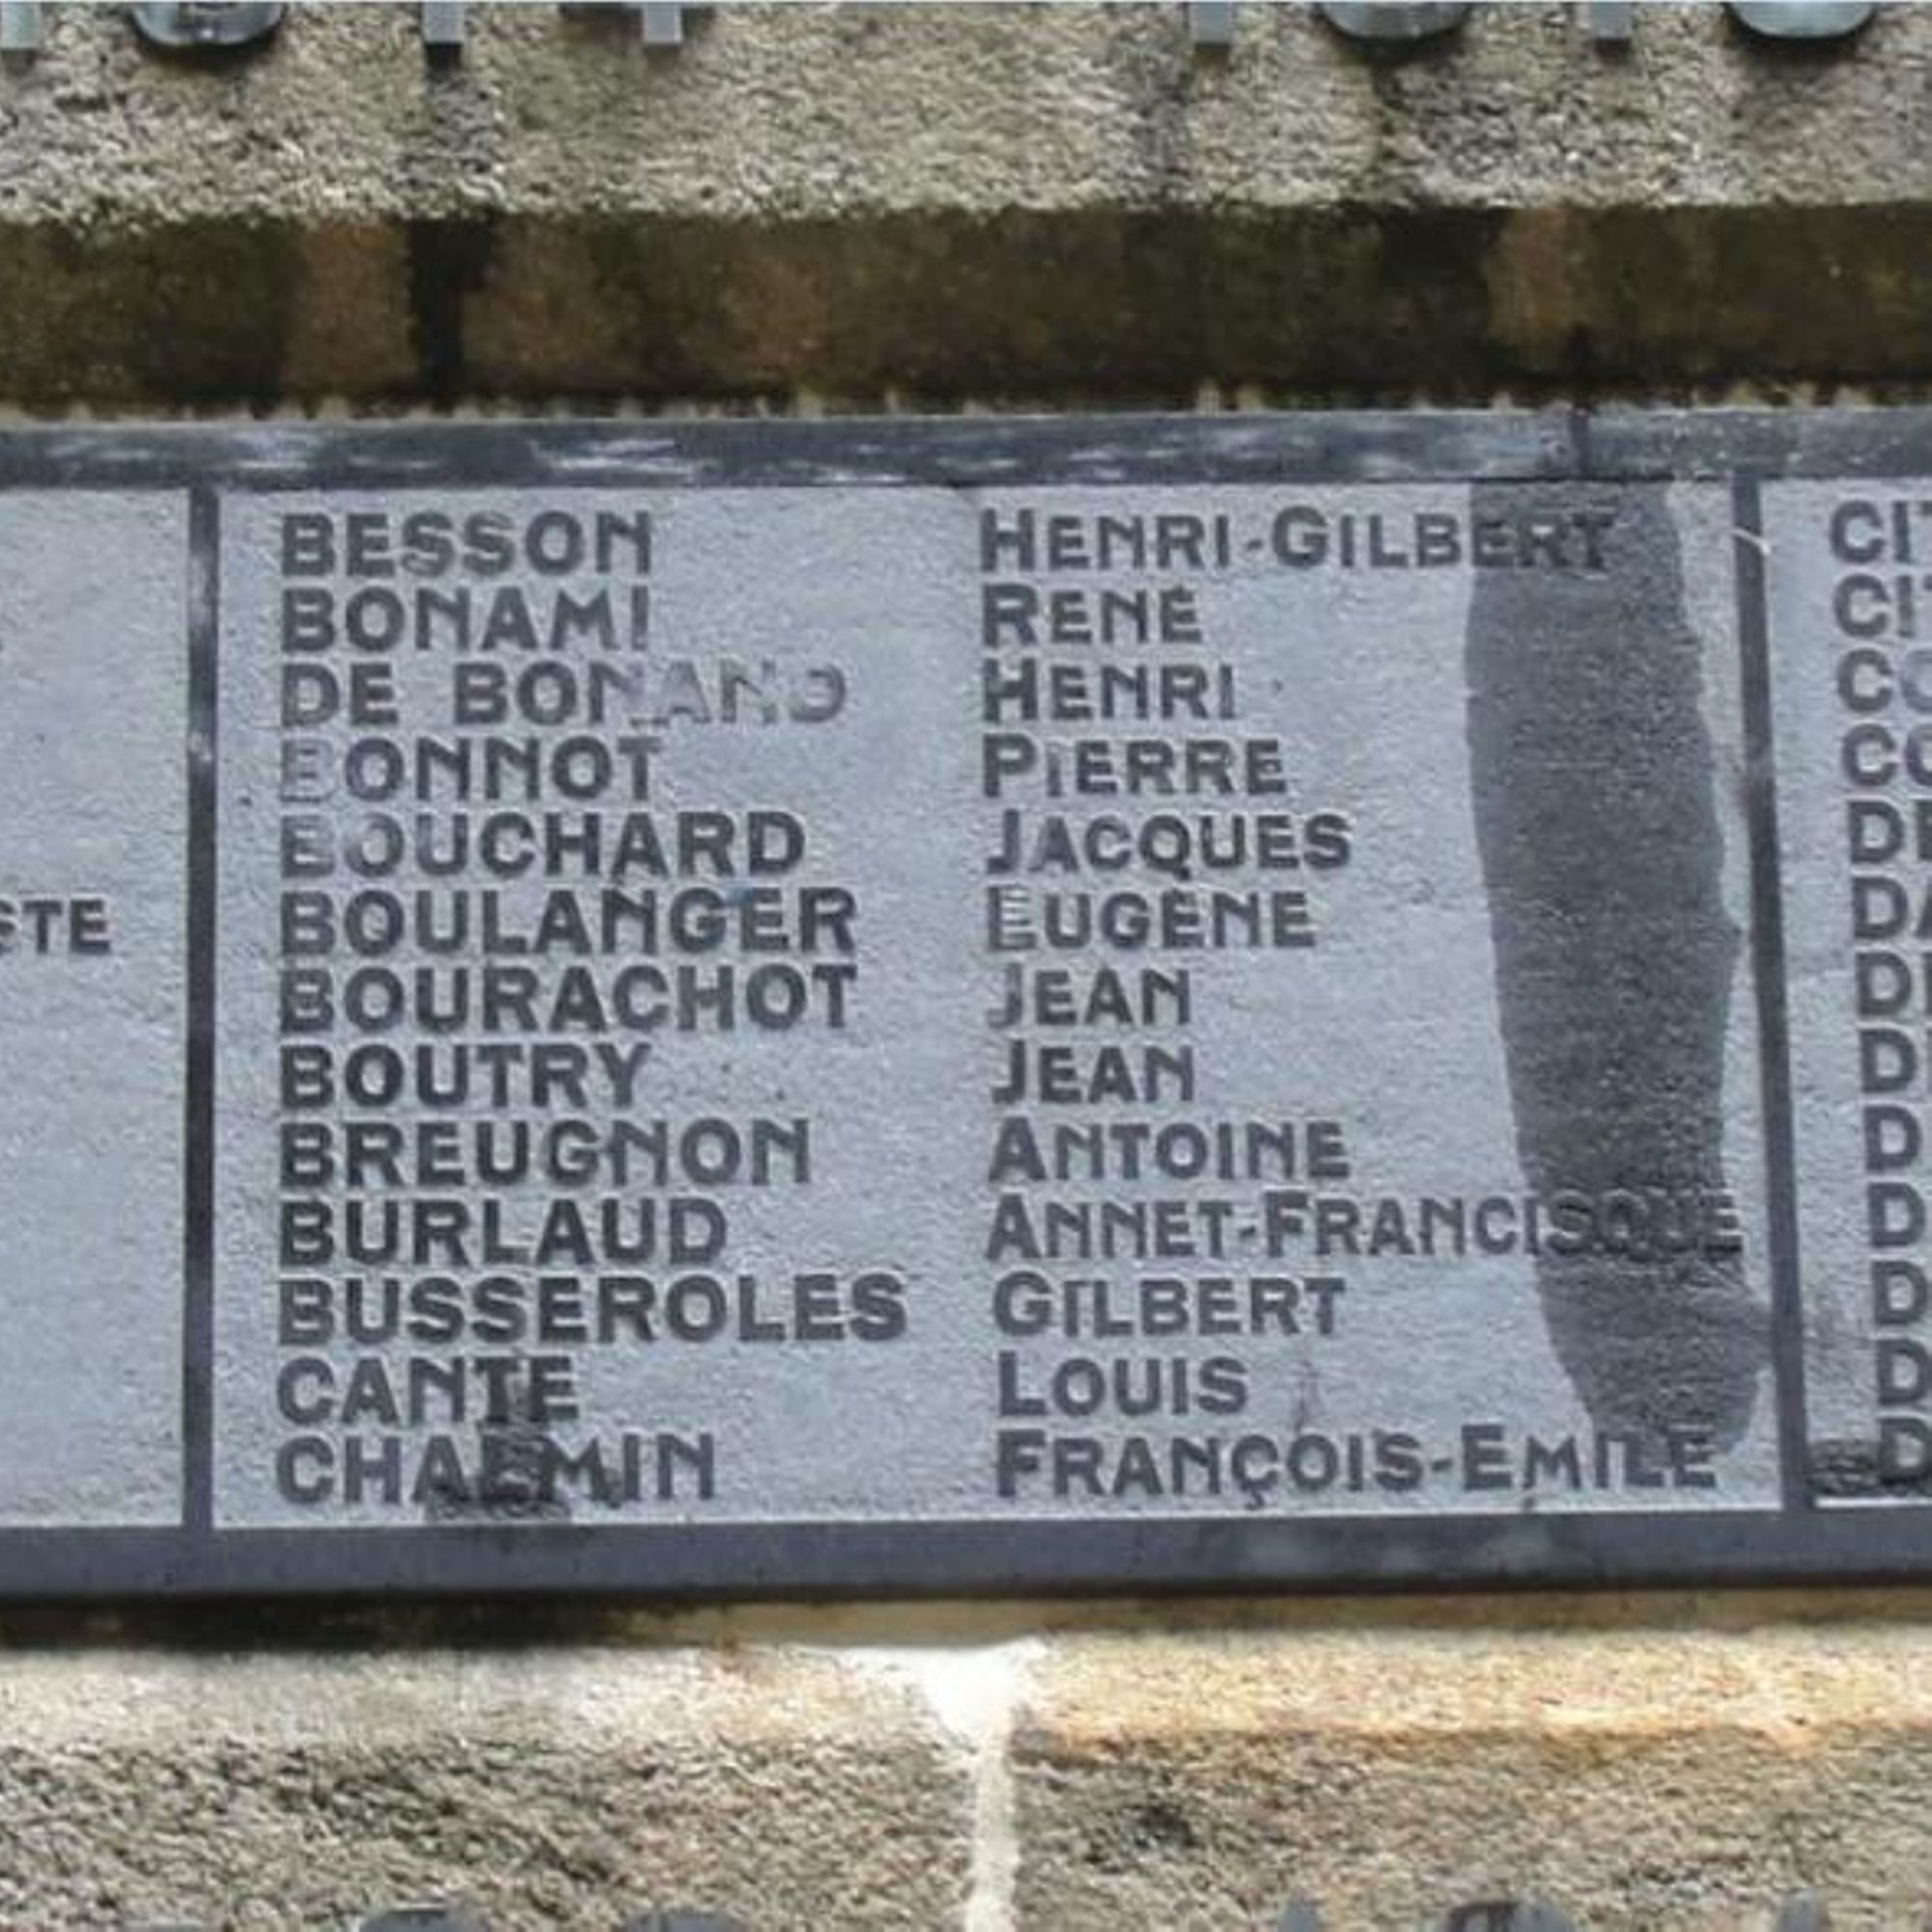 BESSON HENRI-GILBERT
BONAMI RENÉ
DE BONAND HENRI
BONNOT PIERRE
BOUCHARD JACQUES
BOULANGER EUGÈNE
BOURACHOT JEAN
BOUTRY JEAN
BREUGNON ANTOINE
BURLAUD ANNET-FRANCISQUE
BUSSEROLES GILBERT
CANTE LOUIS
FRANÇOIS-EMILE